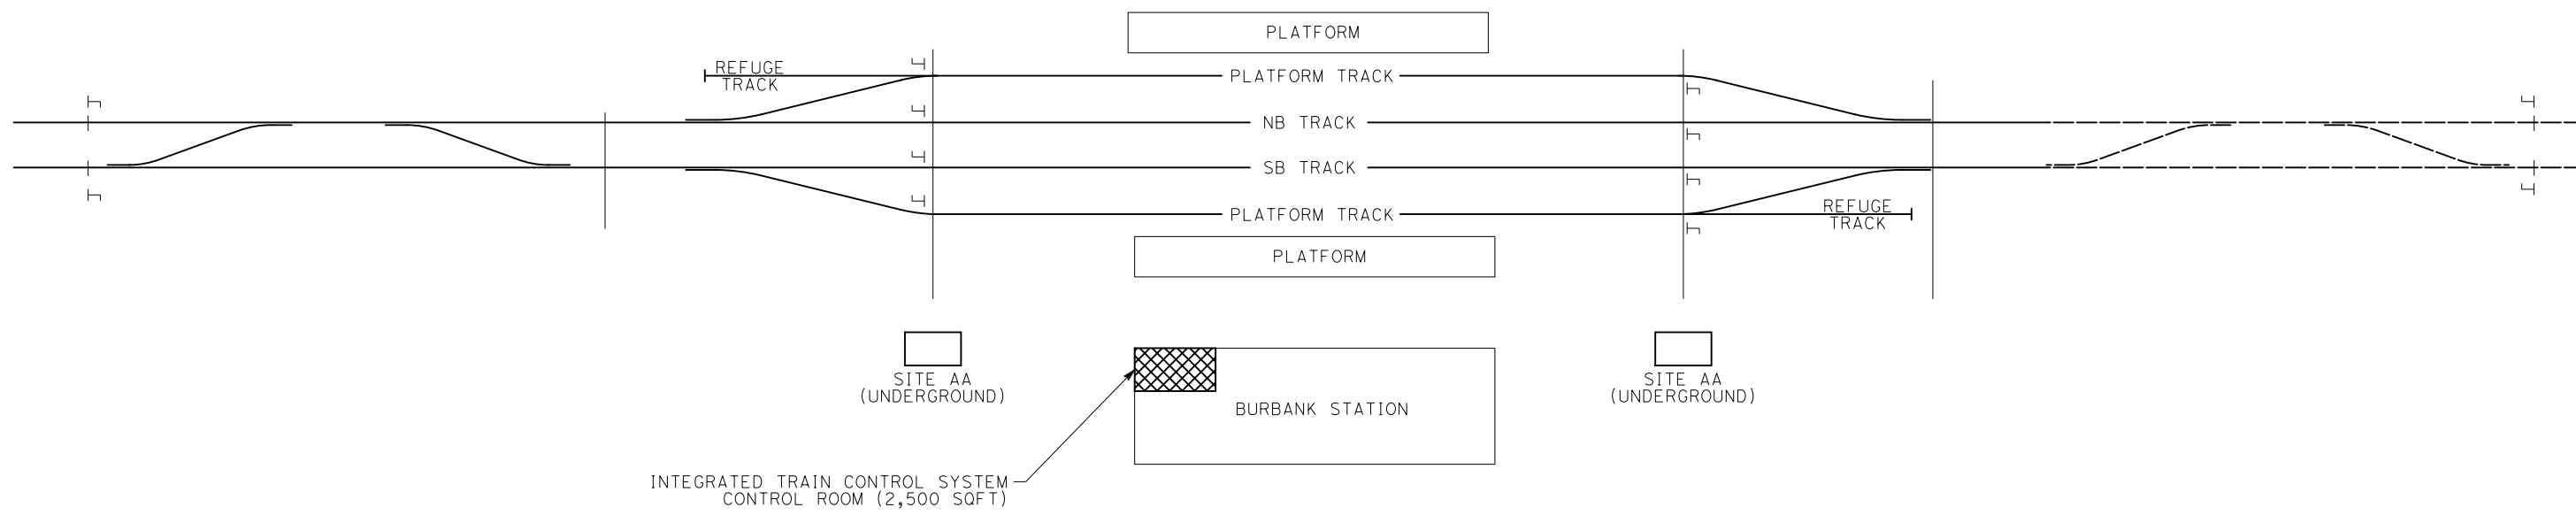 PLATFORM
REFUGE
TRACK
PLATFORM TRACK
NB TRACK
SB TRACK
PLATFORM TRACK
REFUGE
TRACK
PLATFORM
SITE AA
(UNDERGROUND)
SITE AA
(UNDERGROUND)
BURBANK STATION
INTEGRATED TRAIN CONTROL SYSTEM
CONTROL ROOM (2,500 SQFT)